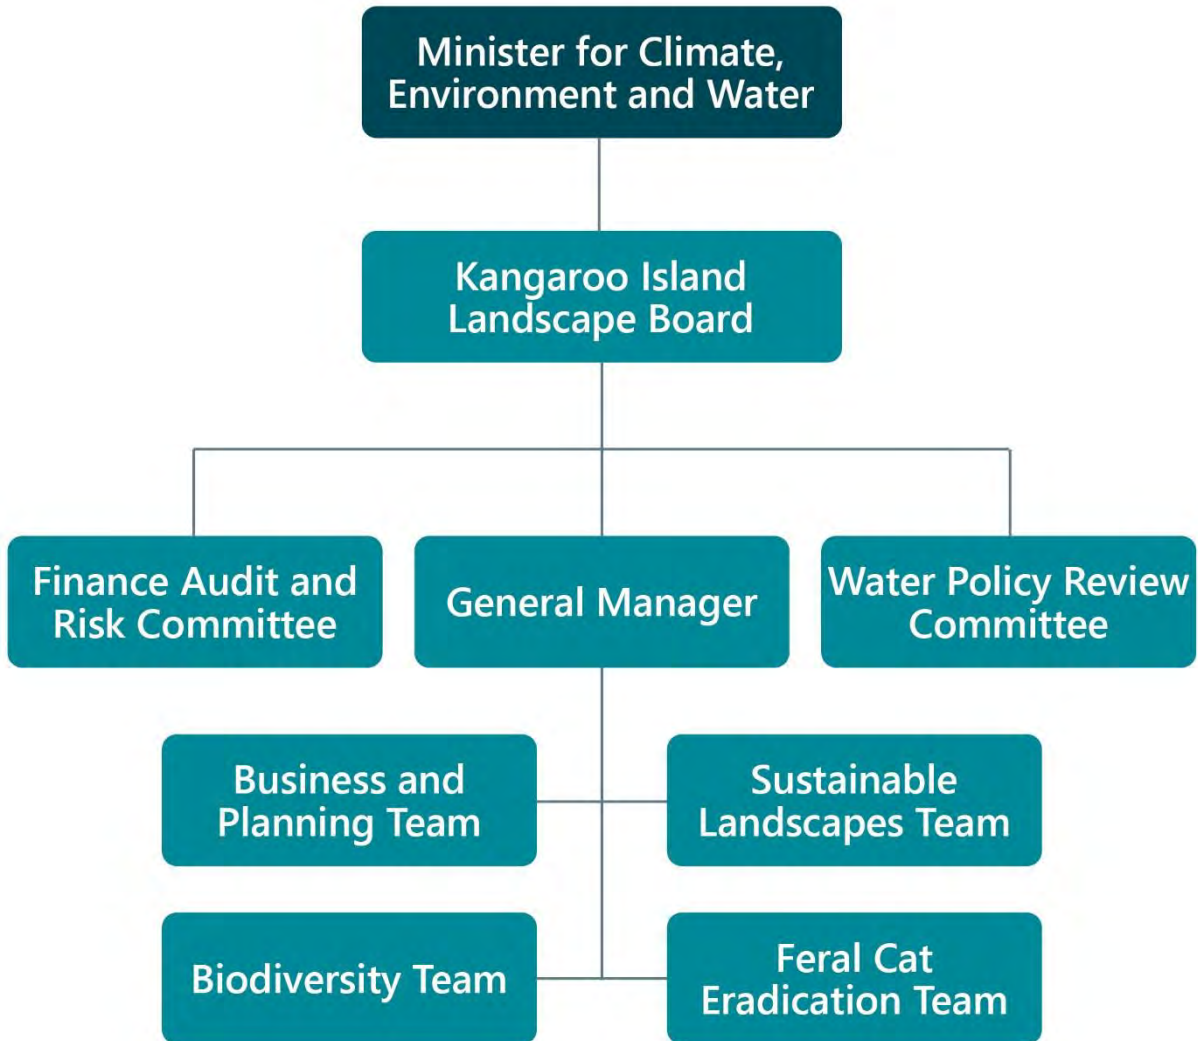 Minister for Climate,
Environment and Water
Kangaroo Island
Landscape Board
Finance Audit and
Risk Committee
General Manager
Water Policy Review
Committee
Business and
Planning Team
Sustainable
Landscapes Team
Biodiversity Team
Feral Cat
Eradication Team